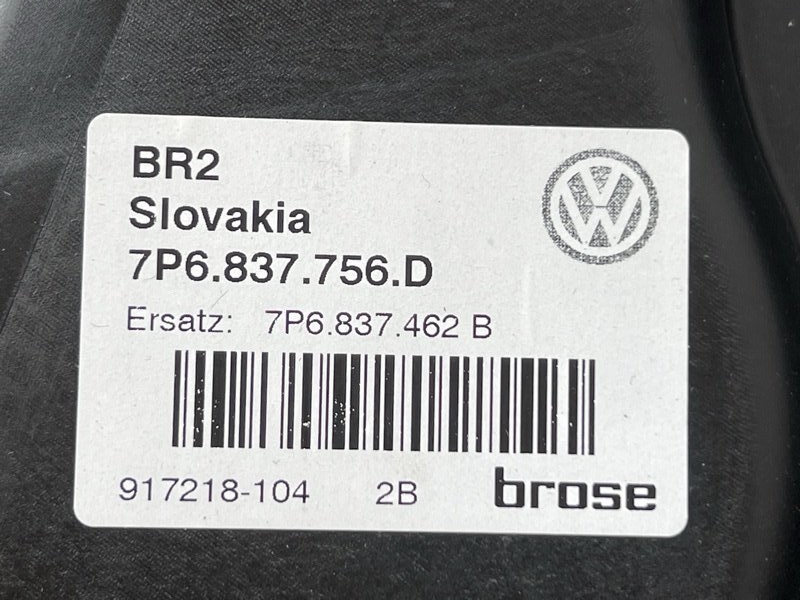 BR2
Slovakia
7P6.837.756.D
Ersatz: 7P6.837.462 B
917218-104 2B brose